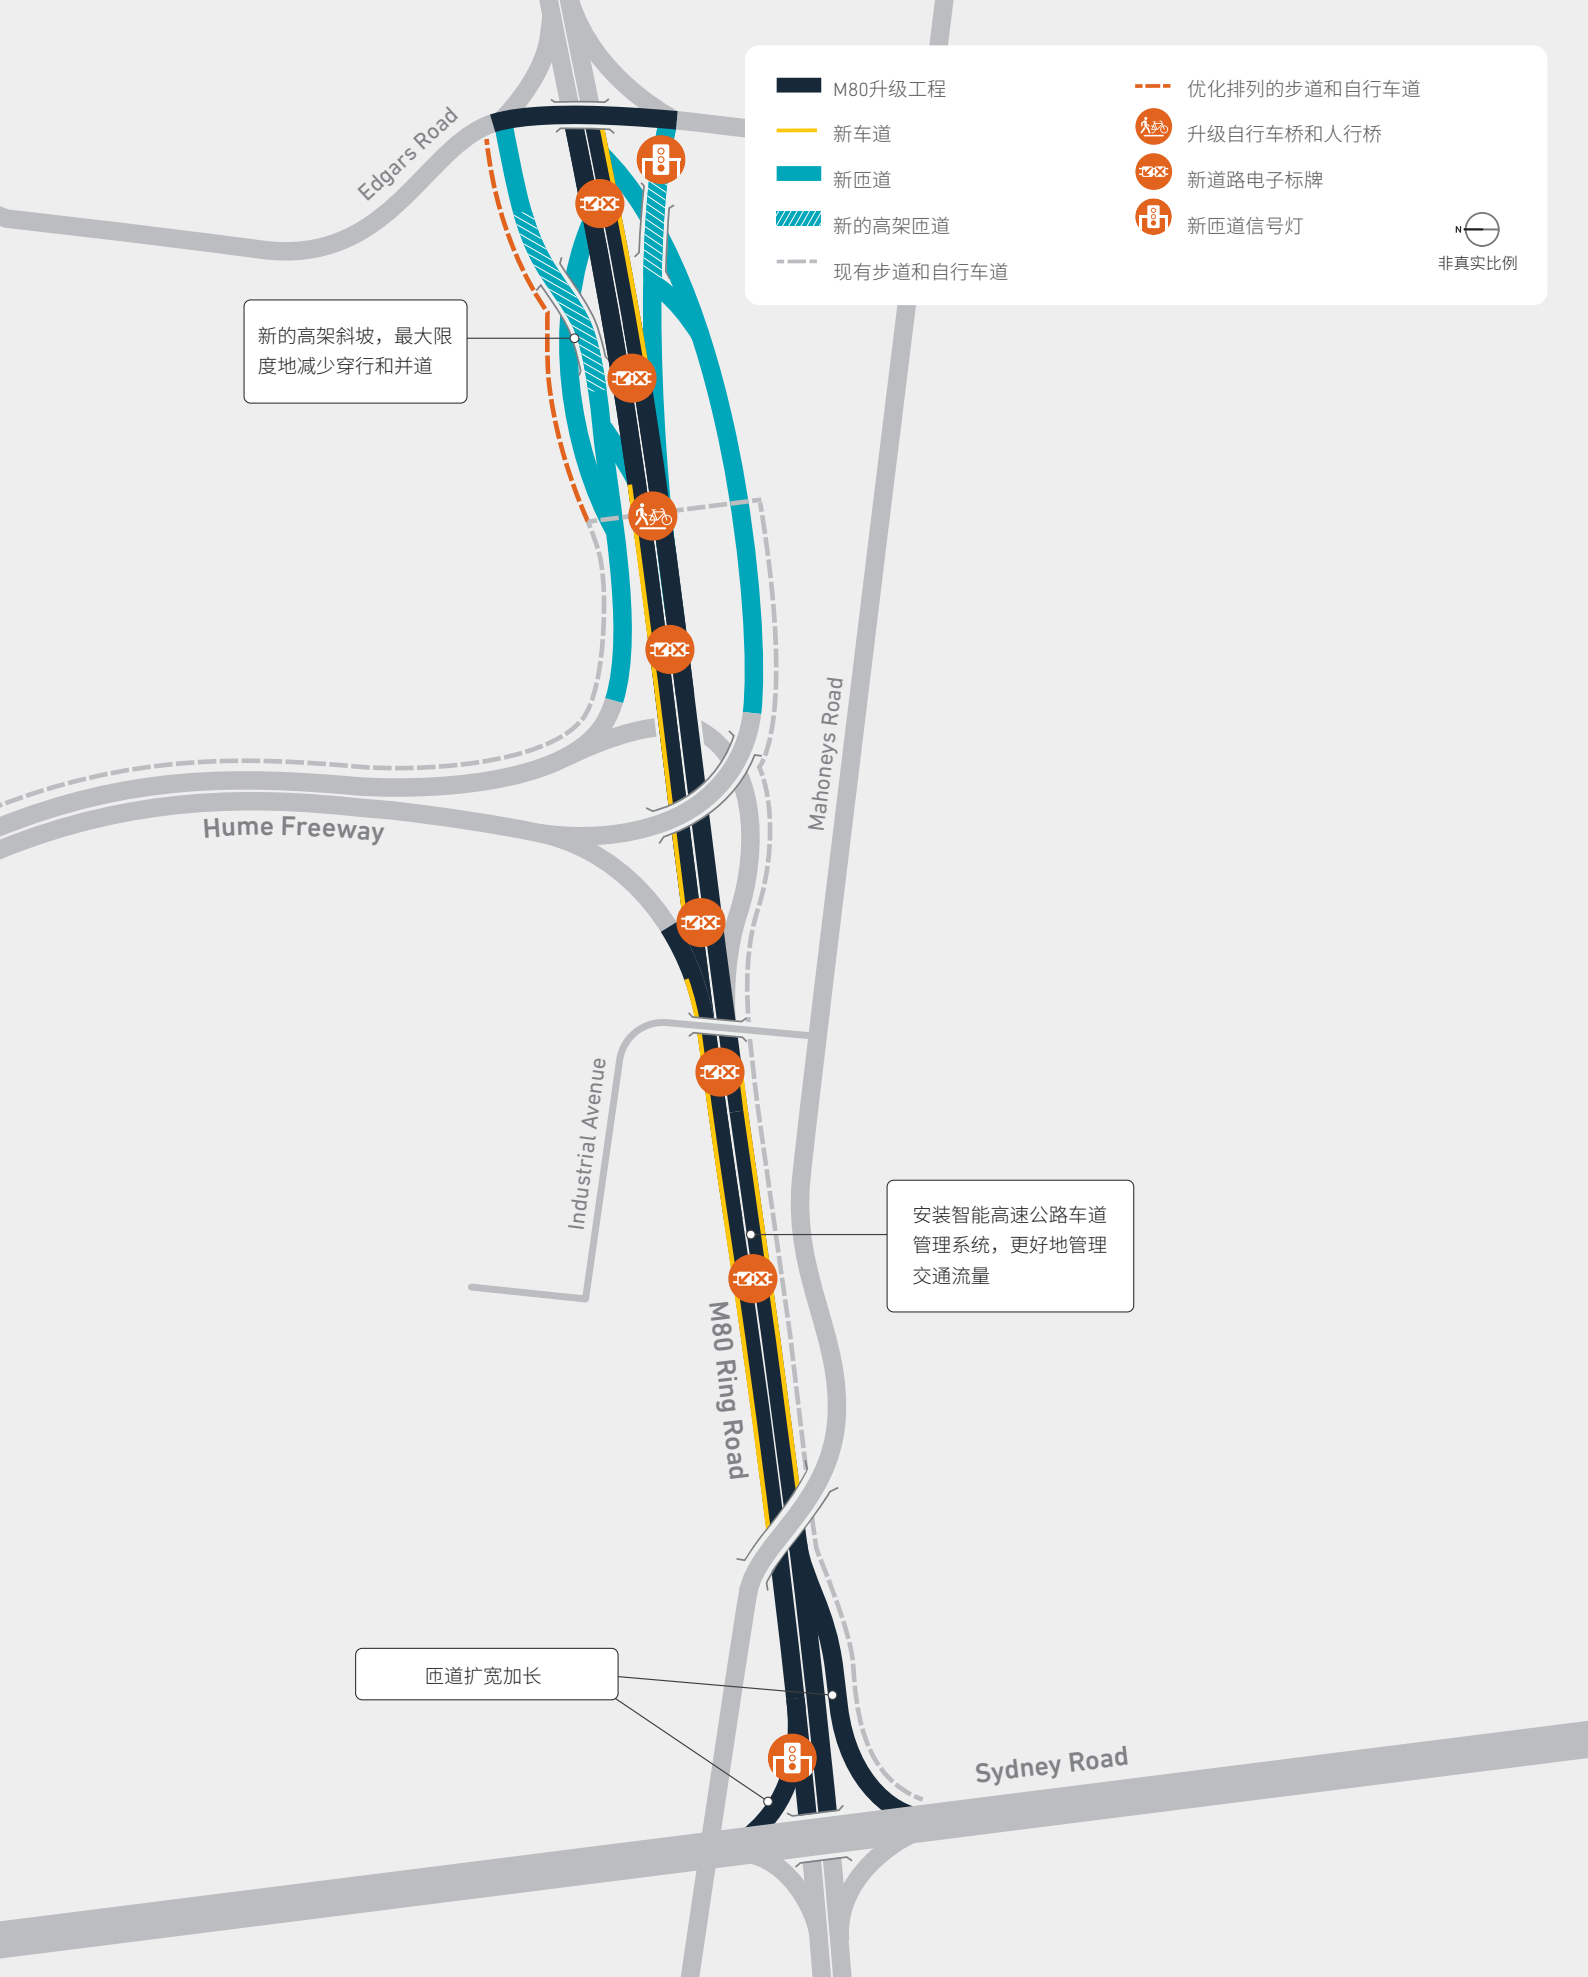 M80升级工程
新车道
新匝道
新的高架匝道
现有步道和自行车道
优化排列的步道和自行车道
升级自行车桥和人行桥
新道路电子标牌
新匝道信号灯
N
非真实比例
Edgars Road
新的高架斜坡，最大限
度地减少穿行和并道
Mahoneys Road
Hume Freeway
Industrial Avenue
安装智能高速公路车道
管理系统，更好地管理
交通流量
M80 Ring Road
匝道扩宽加长
Sydney Road